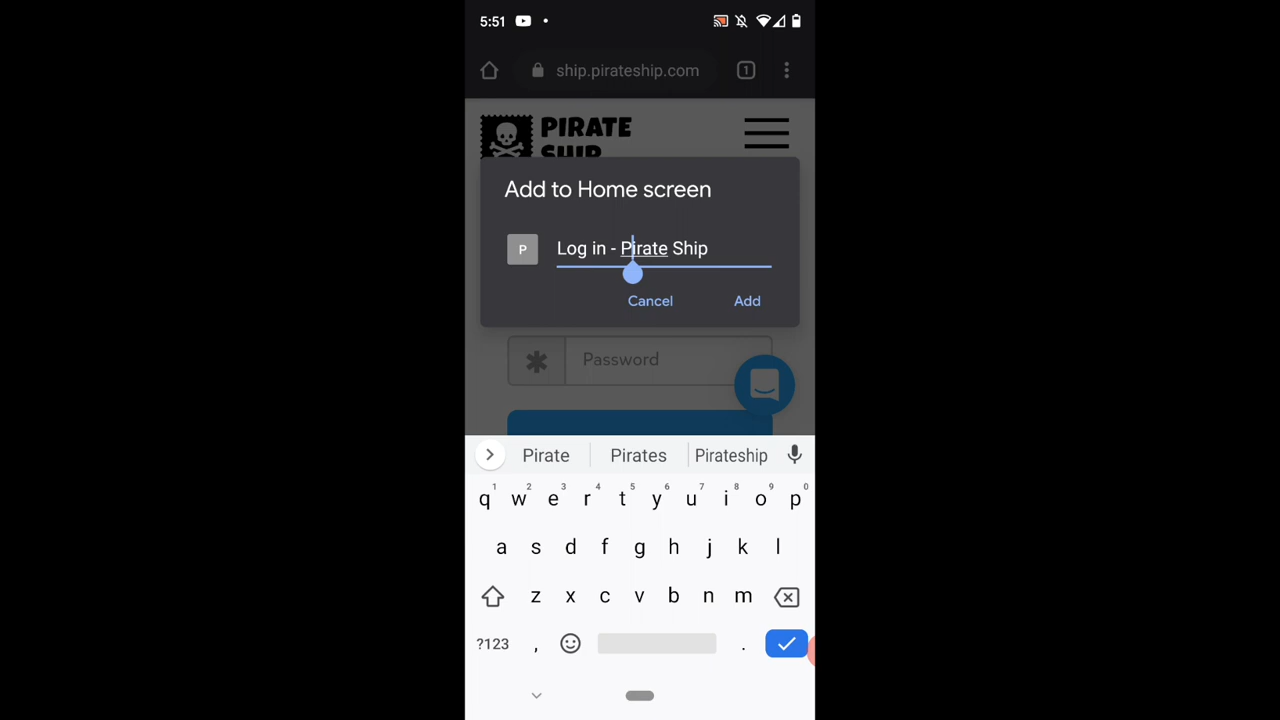 5:51
ship.pirateship.com
1
PIRATE
SHIP
Add to Home screen
P
Log in - Pirate Ship
Cancel
Add
Password
Pirate
Pirates
Pirateship
1 2 3 4 5 6 7 8 9 0
q w e r t y u i o p
a s d f g h j k l
z x c v b n m
?123 , .